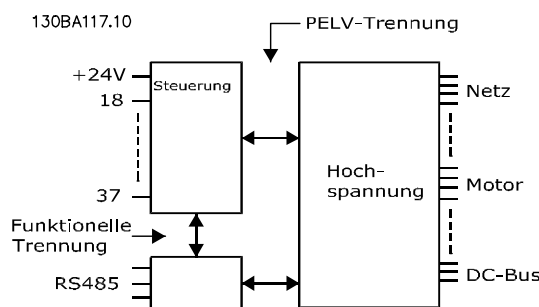 130BA117.10
PELV-Trennung
+24V
Steuerung
18
Netz
Hoch-
spannung
37
Motor
Funktionelle
Trennung
DC-Bus
RS485